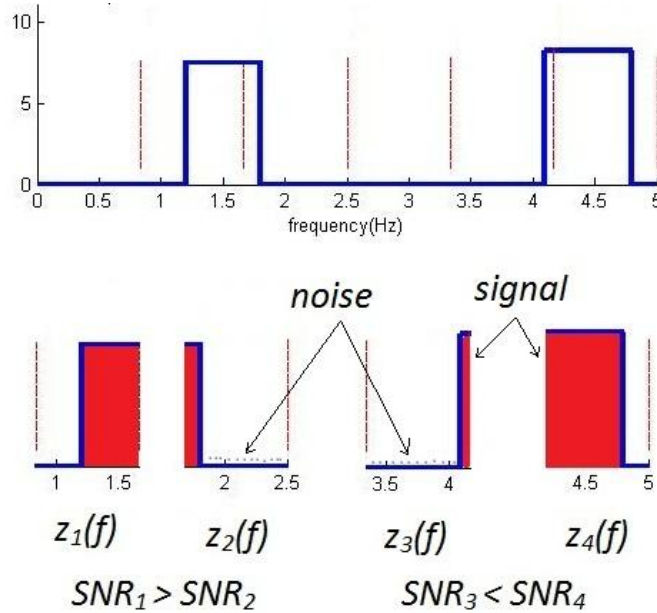 10
5
0
0 0.5 1 1.5 2 2.5 3 3.5 4 4.5 5
frequency(Hz)
noise signal
1 1.5 2 2.5 3.5 4 4.5 5
z₁(f) z₂(f) z₃(f) z₄(f)
SNR₁ > SNR₂ SNR₃ < SNR₄